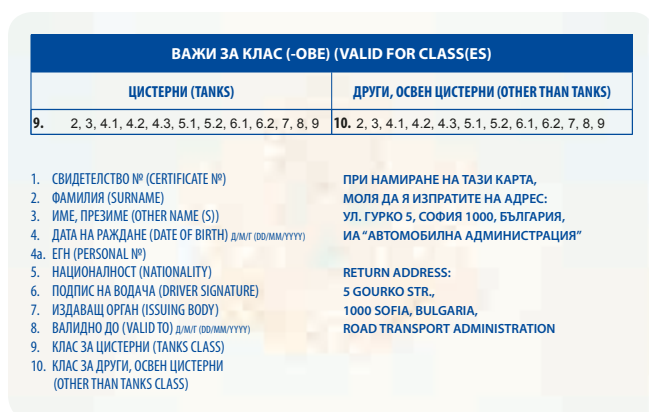 ВАЖИ ЗА КЛАС (-ОВЕ) (VALID FOR CLASS(ES)
ЦИСТЕРНИ (TANKS)
ДРУГИ, ОСВЕН ЦИСТЕРНИ (OTHER THAN TANKS)
9. 2, 3, 4.1, 4.2, 4.3, 5.1, 5.2, 6.1, 6.2, 7, 8, 9
10. 2, 3, 4.1, 4.2, 4.3, 5.1, 5.2, 6.1, 6.2, 7, 8, 9
1. СВИДЕТЕЛСТВО № (CERTIFICATE №)
2. ФАМИЛИЯ (SURNAME)
3. ИМЕ, ПРЕЗИМЕ (OTHER NAME (S))
4. ДАТА НА РАЖДАНЕ (DATE OF BIRTH) Д/М/Г (DD/MM/YYYY)
4a. ЕГН (PERSONAL №)
5. НАЦИОНАЛНОСТ (NATIONALITY)
6. ПОДПИС НА ВОДАЧА (DRIVER SIGNATURE)
7. ИЗДАВАЩ ОРГАН (ISSUING BODY)
8. ВАЛИДНО ДО (VALID TO) Д/М/Г (DD/MM/YYYY)
9. КЛАС ЗА ЦИСТЕРНИ (TANKS CLASS)
10. КЛАС ЗА ДРУГИ, ОСВЕН ЦИСТЕРНИ
(OTHER THAN TANKS CLASS)
ПРИ НАМИРАНЕ НА ТАЗИ КАРТА,
МОЛЯ ДА Я ИЗПРАТИТЕ НА АДРЕС:
УЛ. ГУРКО 5, СОФИЯ 1000, БЪЛГАРИЯ,
ИА "АВТОМОБИЛНА АДМИНИСТРАЦИЯ"
RETURN ADDRESS:
5 GOURKO STR.,
1000 SOFIA, BULGARIA,
ROAD TRANSPORT ADMINISTRATION